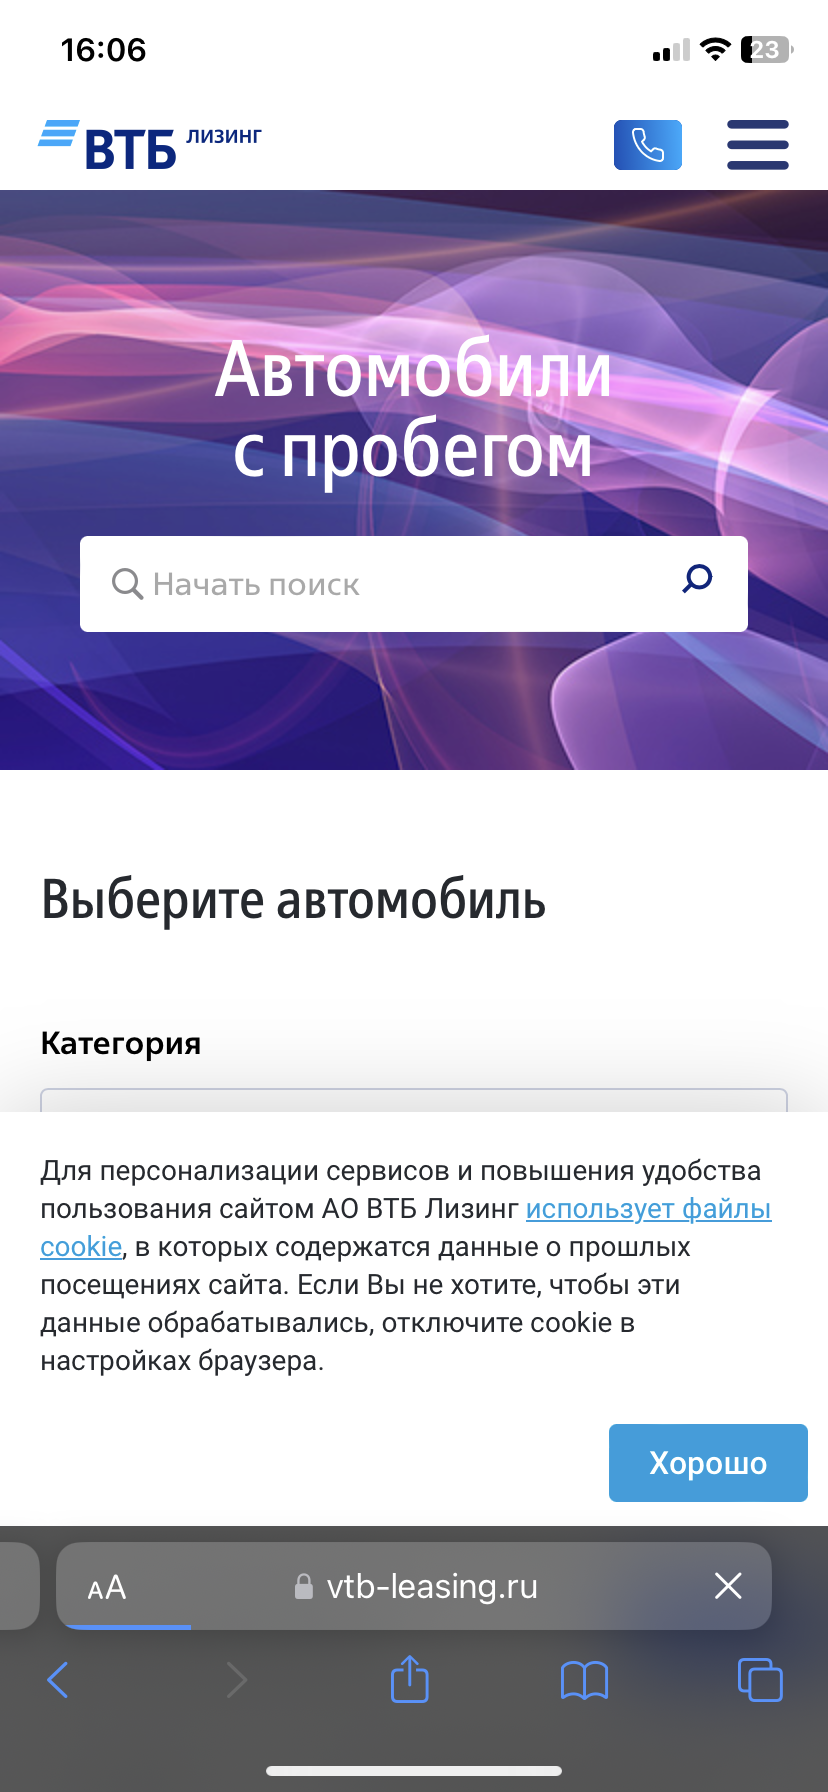 16:06
23
ВТБ ЛИЗИНГ
Автомобили
с пробегом
Начать поиск
Выберите автомобиль
Категория
Для персонализации сервисов и повышения удобства
пользования сайтом АО ВТБ Лизинг использует файлы
cookie, в которых содержатся данные о прошлых
посещениях сайта. Если Вы не хотите, чтобы эти
данные обрабатывались, отключите cookie в
настройках браузера.
Хорошо
AA vtb-leasing.ru